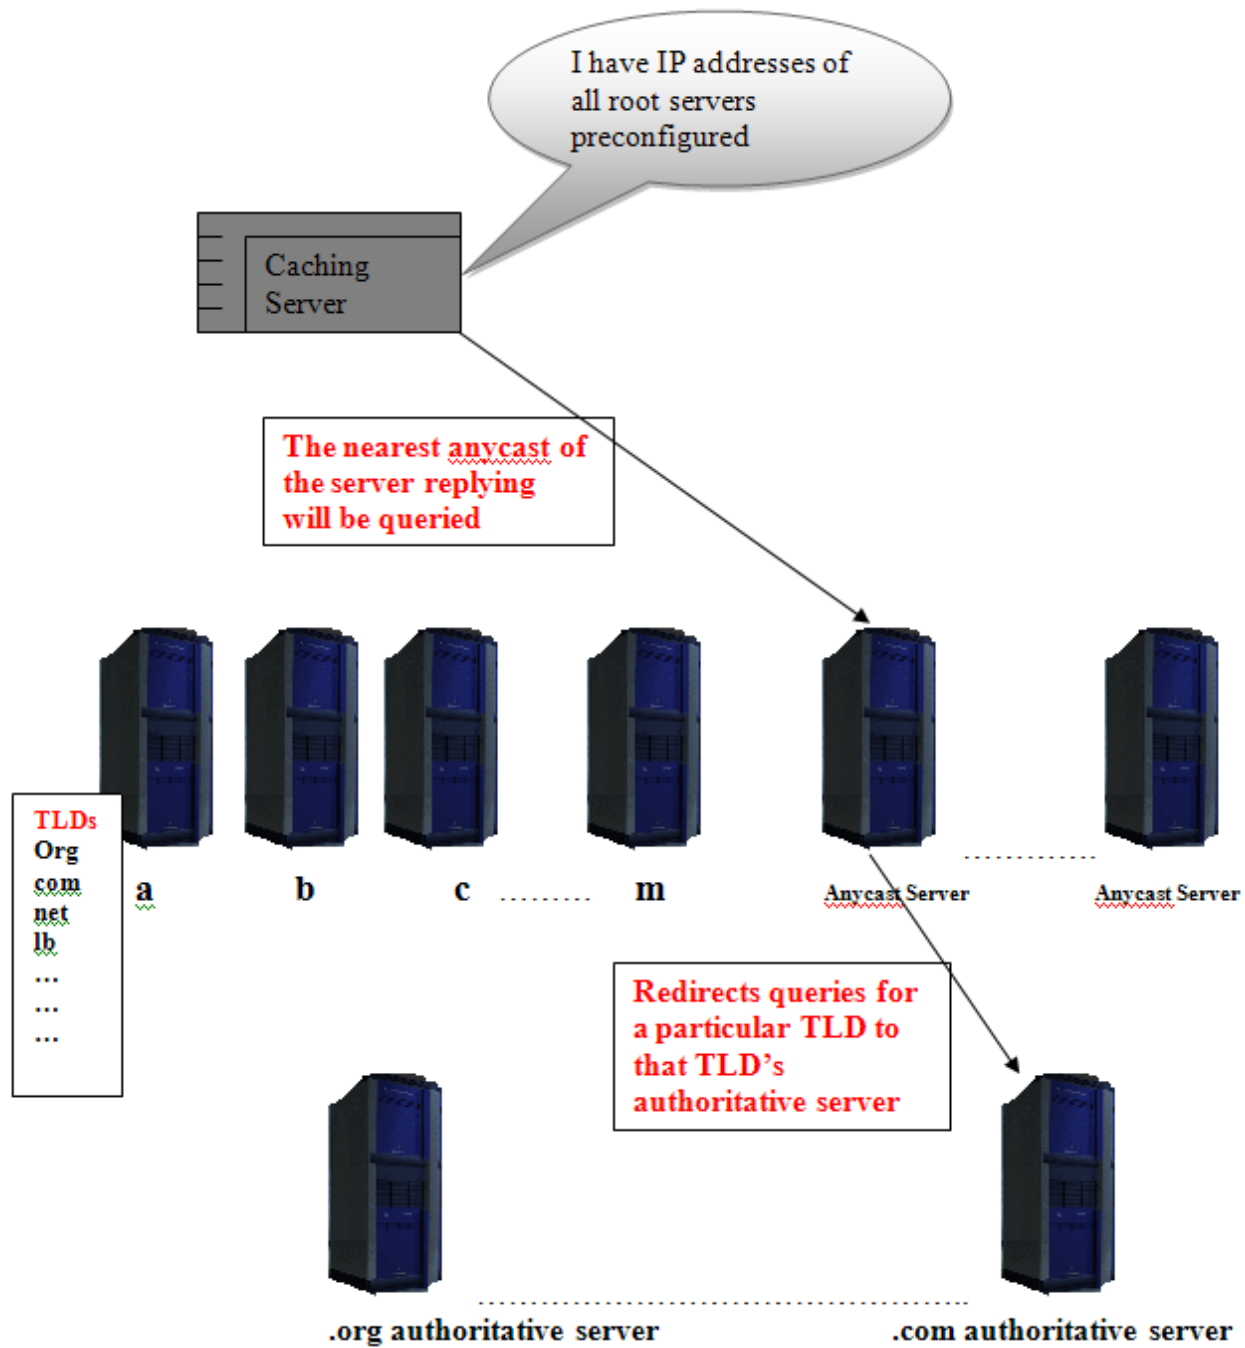 I have IP addresses of
all root servers
preconfigured
Caching
Server
The nearest anycast of
the server replying
will be queried
TLDs
Org
com
net
lb
...
...
...
a
b
c ………
m
Anycast Server
………….
Anycast Server
Redirects queries for
a particular TLD to
that TLD’s
authoritative server
.org authoritative server
.com authoritative server